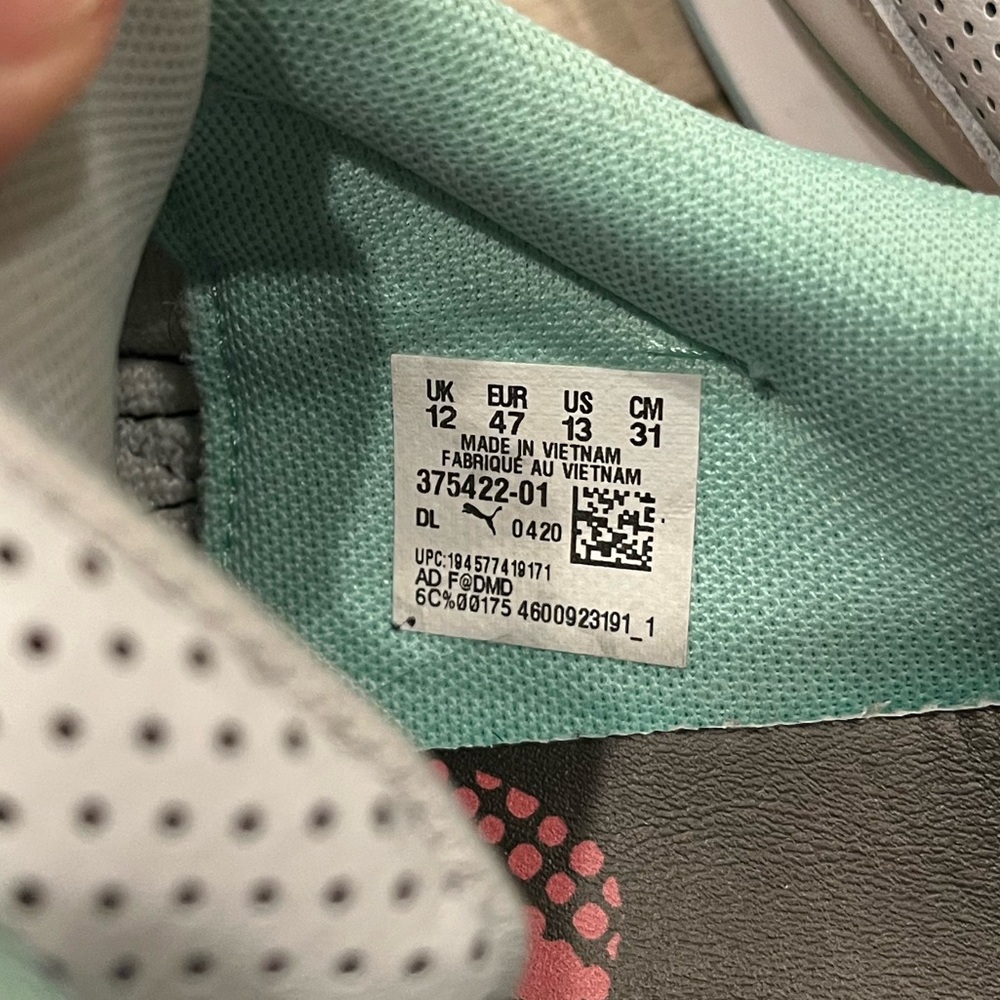 UK EUR US CM
12 47 13 31
MADE IN VIETNAM
FABRIQUÉ AU VIETNAM
375422-01
DL 0420
UPC:194577419171
AD F@DMD
6C%00175 4600923191_1